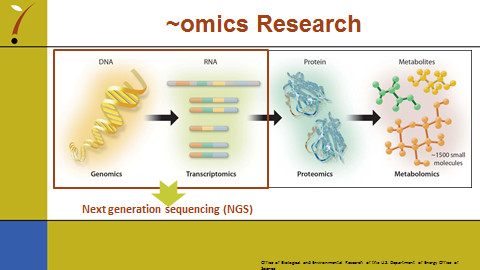 ~omics Research
DNA
RNA
Protein
Metabolites
~1500 small
molecules
Genomics
Transcriptomics
Proteomics
Metabolomics
Next generation sequencing (NGS)
Office of Biological and Environmental Research of the U.S. Department of Energy Office of
Science